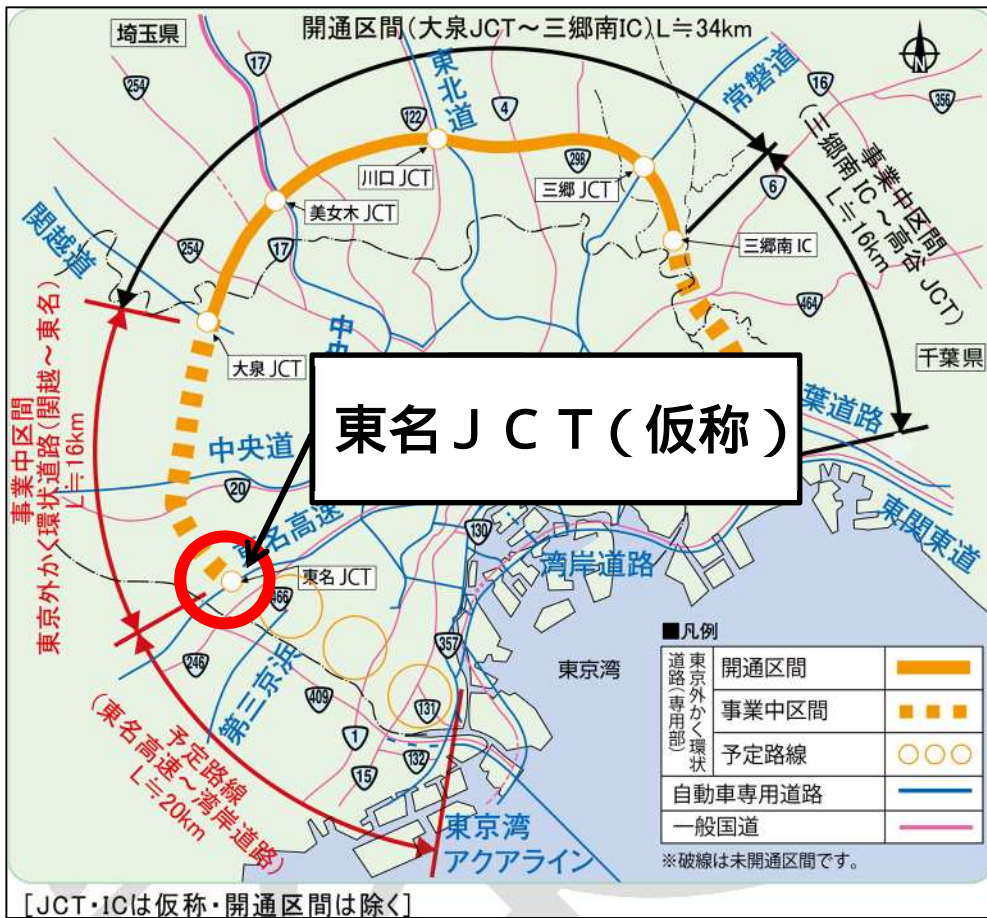 開通区間(大泉JCT～三郷南IC)L≒34km
埼玉県
254
17
東北道
122
4
常磐道
16
356
298
川口JCT
三郷JCT
美女木JCT
6
事業中区間
(三郷南IC～高谷JCT)
L≒16km
三郷南IC
関越道
254
17
464
千葉県
大泉JCT
中央
東名ＪＣＴ(仮称)
葉道路
事業中区間
東京外かく環状道路(関越～東名)
L≒16km
中央道
20
名高速
130
湾岸道路
東関東道
東名JCT
466
246
第三京浜
409
357
131
1
15
132
東京湾
東京湾
アクアライン
予定路線
(東名高速～湾岸道路)
L≒20km
■凡例
東京外かく環状
道路(専用部)
開通区間
事業中区間
予定路線
自動車専用道路
一般国道
※破線は未開通区間です。
[JCT・ICは仮称・開通区間は除く]